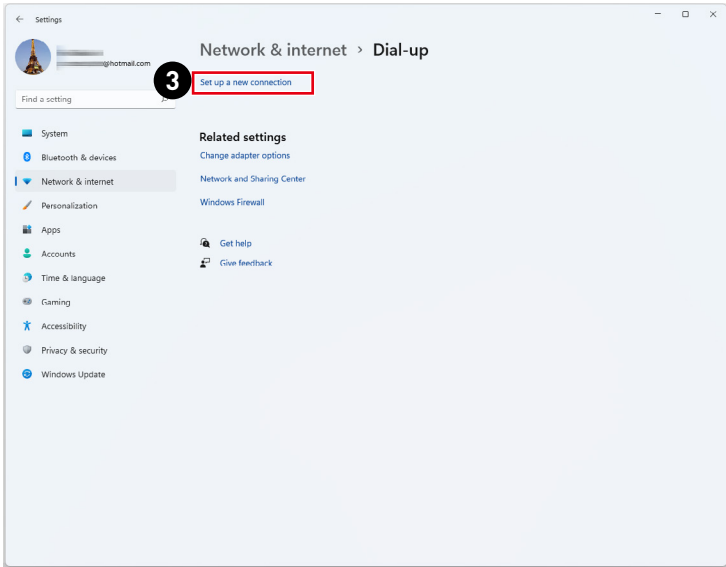 Settings
@hotmail.com
Find a setting
System
Bluetooth & devices
Network & internet
Personalization
Apps
Accounts
Time & language
Gaming
Accessibility
Privacy & security
Windows Update
Network & internet > Dial-up
3
Set up a new connection
Related settings
Change adapter options
Network and Sharing Center
Windows Firewall
Get help
Give feedback